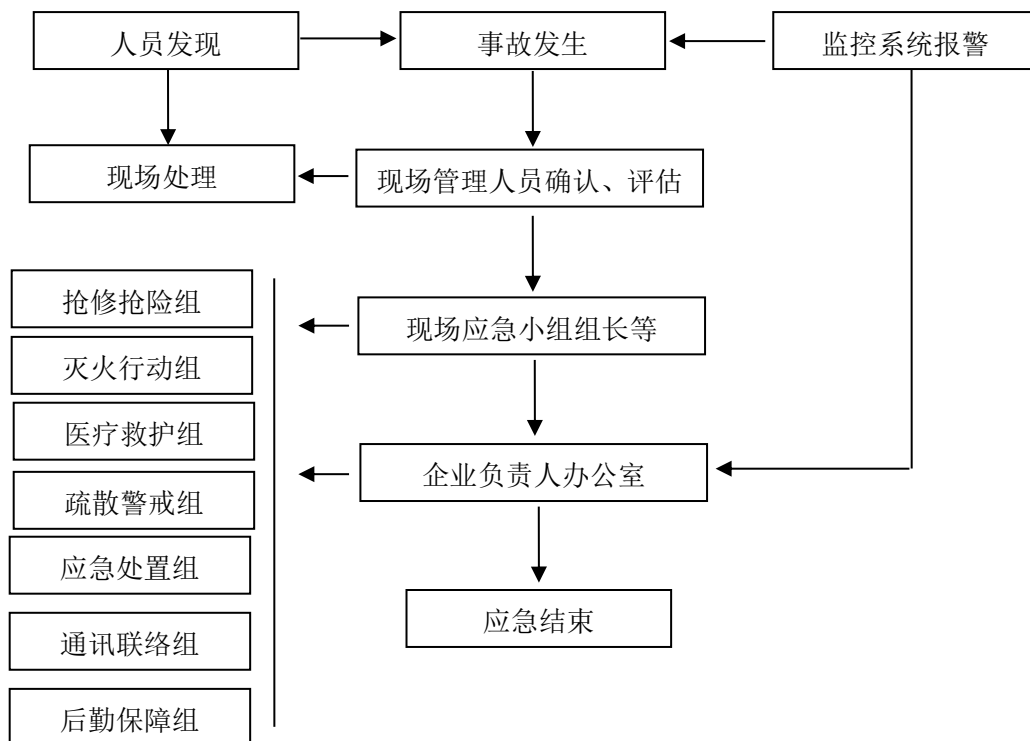 人员发现
事故发生
监控系统报警
现场处理
现场管理人员确认、评估
抢修抢险组
现场应急小组组长等
灭火行动组
医疗救护组
企业负责人办公室
疏散警戒组
应急处置组
应急结束
通讯联络组
后勤保障组